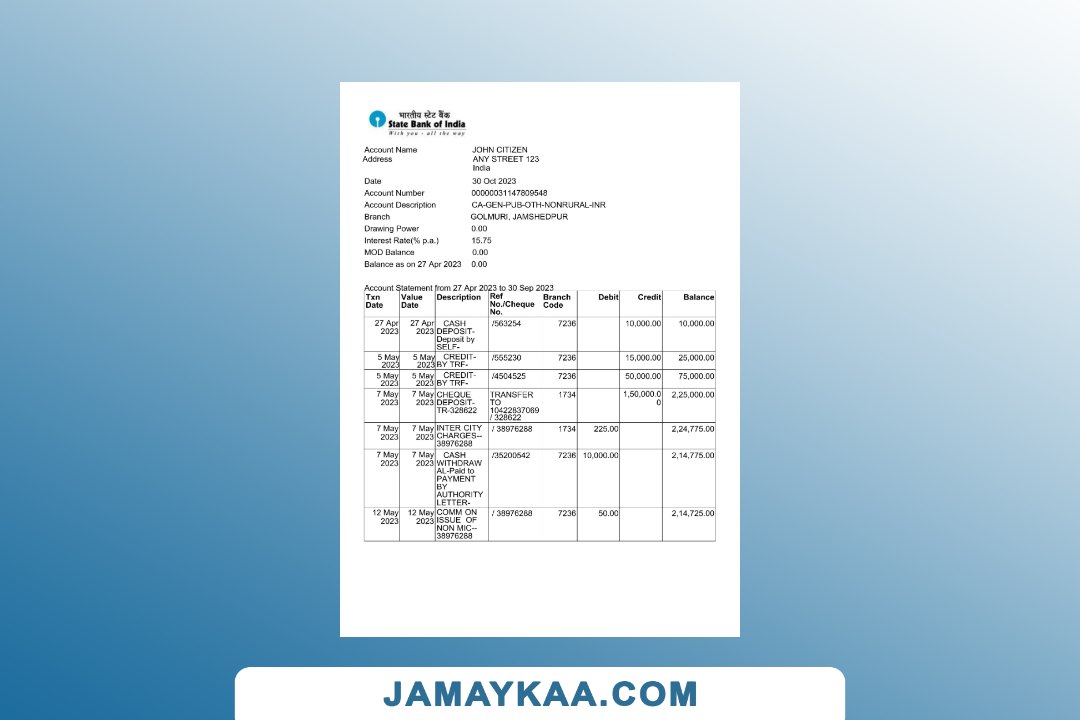 भारतीय स्टेट बैंक
State Bank of India
With you - all the way
Account Name JOHN CITIZEN
Address ANY STREET 123
India
Date 30 Oct 2023
Account Number 00000031147809548
Account Description CA-GEN-PUB-OTH-NONRURAL-INR
Branch GOLMURI, JAMSHEDPUR
Drawing Power 0.00
Interest Rate(% p.a.) 15.75
MOD Balance 0.00
Balance as on 27 Apr 2023 0.00
Account Statement from 27 Apr 2023 to 30 Sep 2023
Txn Value Description Ref Branch Debit Credit Balance
Date Date No./Cheque Code
No.
27 Apr 27 Apr CASH /563254 7236 10,000.00 10,000.00
2023 2023 DEPOSIT-
Deposit by
SELF-
5 May 5 May CREDIT- /555230 7236 15,000.00 25,000.00
2023 2023 BY TRF-
5 May 5 May CREDIT- /4504525 7236 50,000.00 75,000.00
2023 2023 BY TRF-
7 May 7 May CHEQUE TRANSFER 1734 1,50,000.0 2,25,000.00
2023 2023 DEPOSIT- TO 0
TR-328622 10422837069
/ 328622
7 May 7 May INTER CITY / 38976288 1734 225.00 2,24,775.00
2023 2023 CHARGES--
38976288
7 May 7 May CASH /35200542 7236 10,000.00 2,14,775.00
2023 2023 WITHDRAW
AL-Paid to
PAYMENT
BY
AUTHORITY
LETTER-
12 May 12 May COMM ON / 38976288 7236 50.00 2,14,725.00
2023 2023 ISSUE OF
NON MIC--
38976288
JAMAYKAA.COM